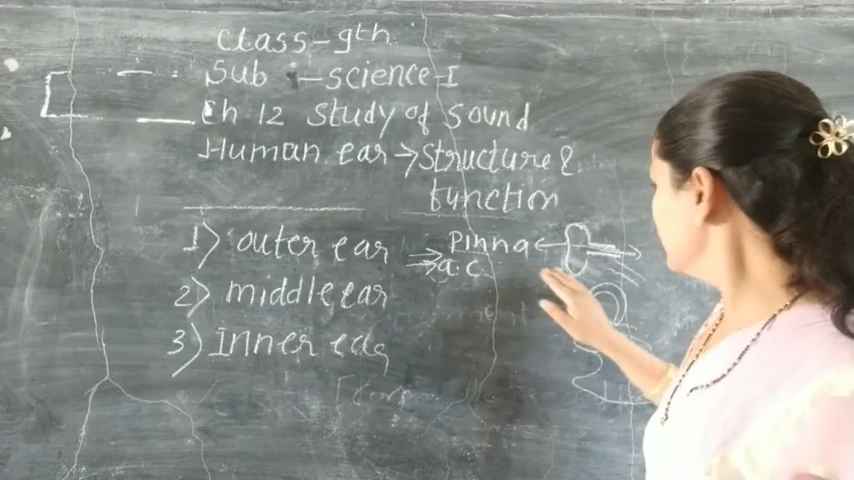 Class-9th
Sub - science-I
Ch 12 Study of Sound
Human ear → Structure &
function
1) outer ear ⇒ Pinna ←
→ a.c.
2) middle ear
3) Inner ear